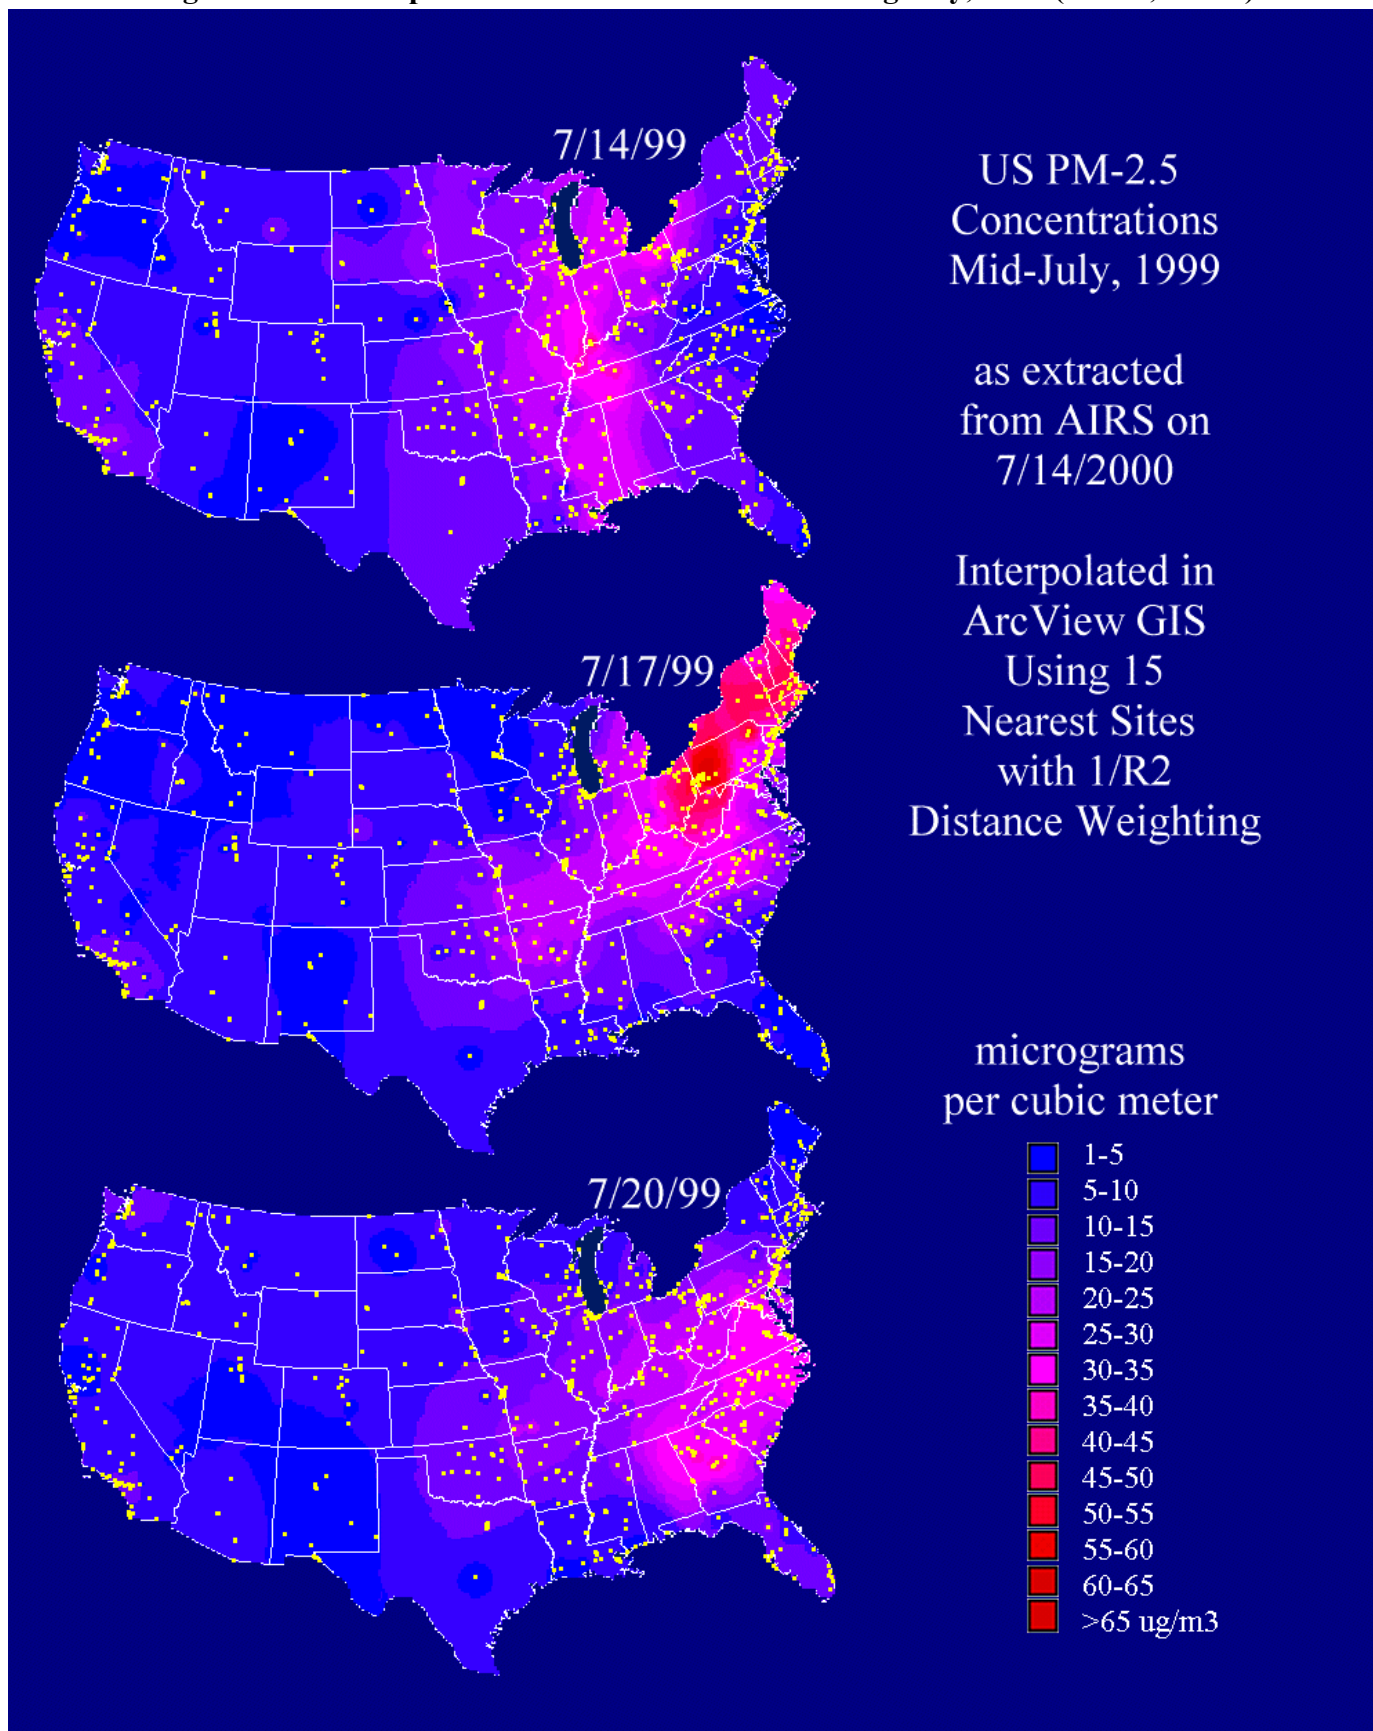 7/14/99
US PM-2.5
Concentrations
Mid-July, 1999
as extracted
from AIRS on
7/14/2000
Interpolated in
ArcView GIS
Using 15
Nearest Sites
with 1/R2
Distance Weighting
7/17/99
7/20/99
micrograms
per cubic meter
1-5
5-10
10-15
15-20
20-25
25-30
30-35
35-40
40-45
45-50
50-55
55-60
60-65
>65 ug/m3